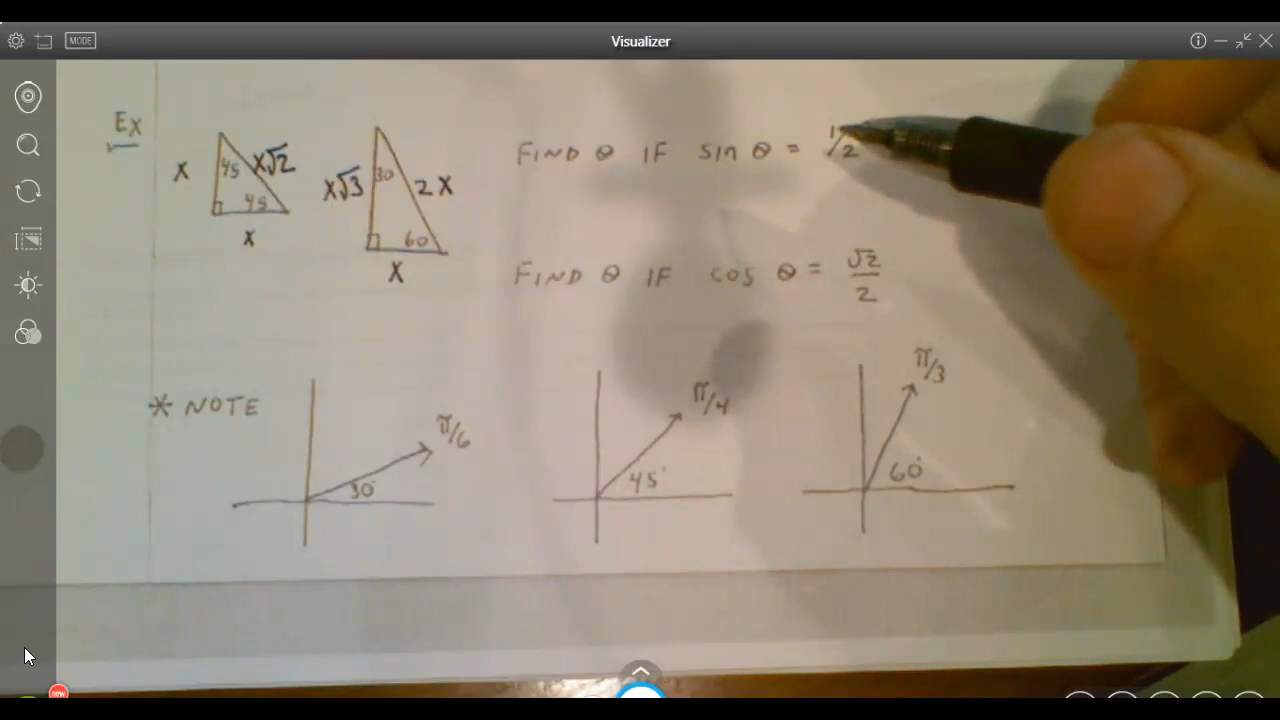 Visualizer
MODE
Ex
45
x√2
x
45
x
30
x√3
2x
60
x
FIND θ IF sin θ = 1/2
FIND θ IF cos θ = √2/2
* NOTE
π/6
30°
π/4
45°
π/3
60°
new